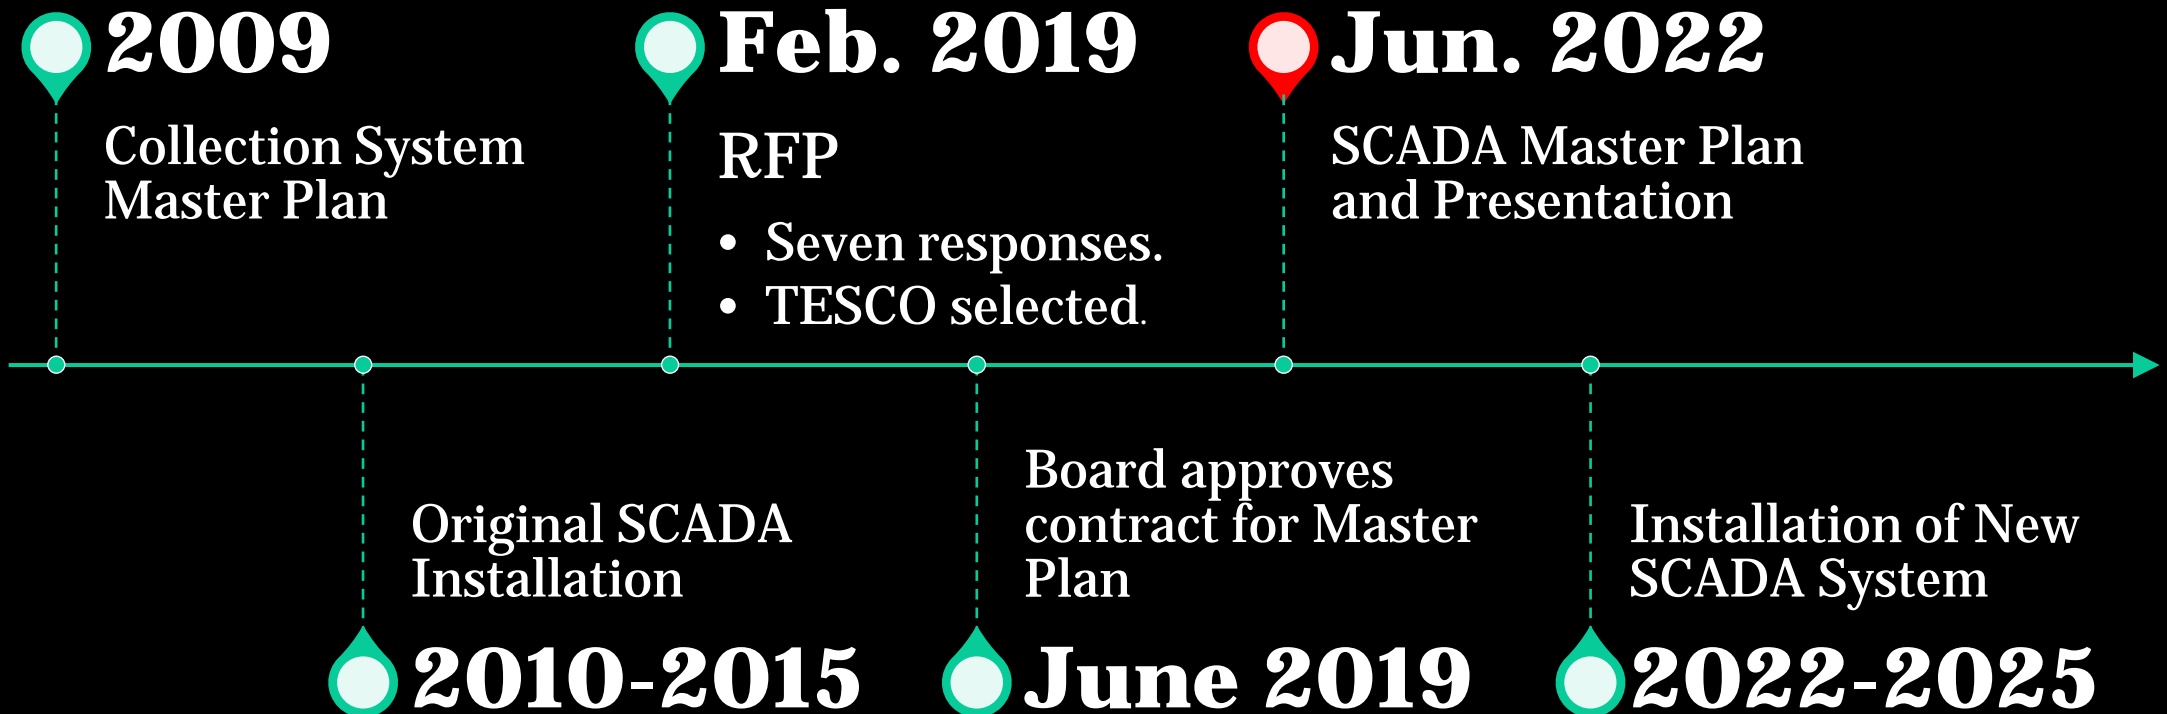 2009
Collection System
Master Plan
Feb. 2019
RFP
• Seven responses.
• TESCO selected.
Jun. 2022
SCADA Master Plan
and Presentation
Original SCADA
Installation
2010-2015
Board approves
contract for Master
Plan
June 2019
Installation of New
SCADA System
2022-2025